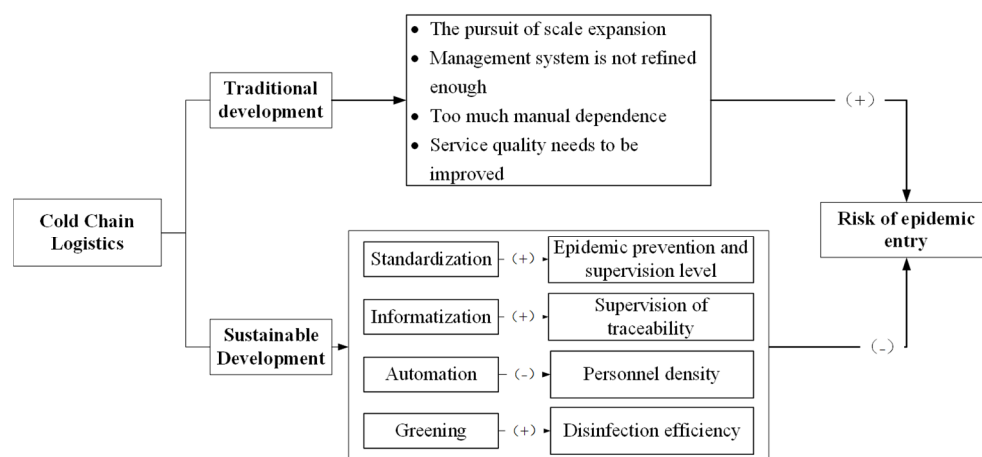 Cold Chain
Logistics
Traditional
development
• The pursuit of scale expansion
• Management system is not refined
enough
• Too much manual dependence
• Service quality needs to be
improved
(+)
Risk of epidemic
entry
Sustainable
Development
Standardization
(+)
Epidemic prevention and
supervision level
Informatization
(+)
Supervision of
traceability
Automation
(-)
Personnel density
Greening
(+)
Disinfection efficiency
(-)